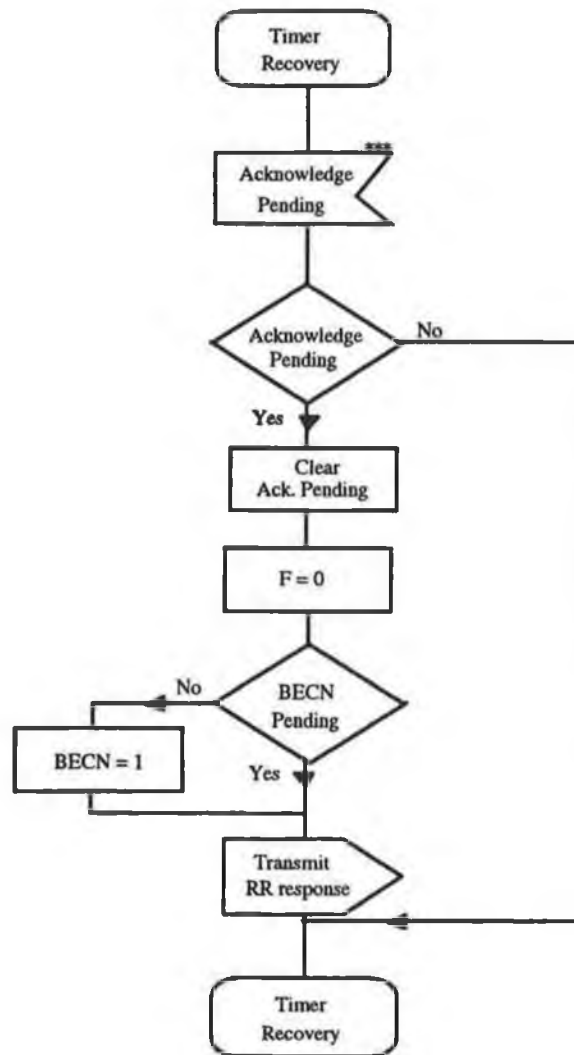 Timer
Recovery
***
Acknowledge
Pending
Acknowledge
Pending
No
Yes
Clear
Ack. Pending
F = 0
No
BECN
Pending
BECN = 1
Yes
Transmit
RR response
Timer
Recovery